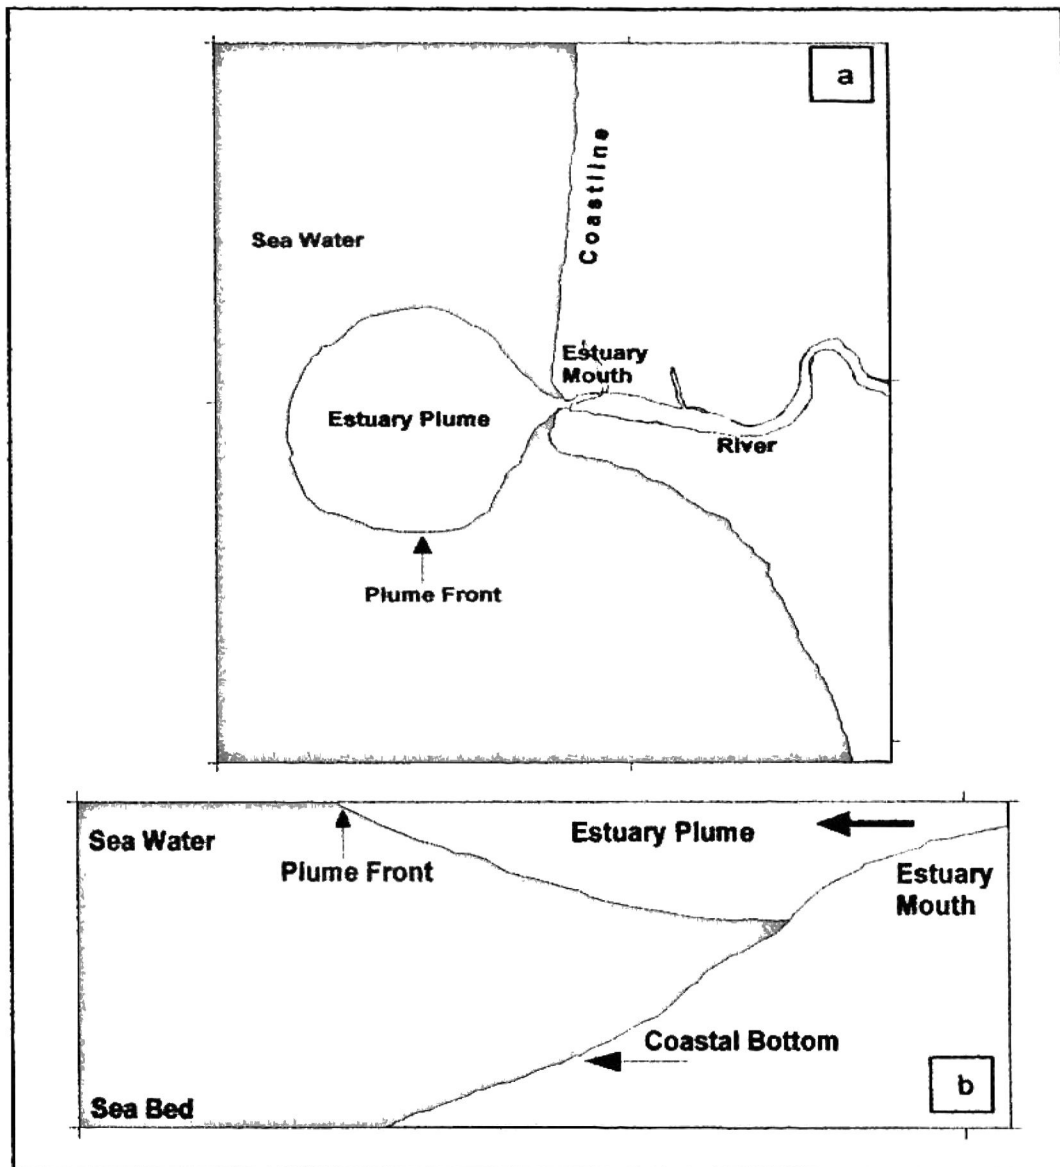 a
Coastline
Sea Water
Estuary
Mouth
Estuary Plume
River
Plume Front
Sea Water
Estuary Plume
Plume Front
Estuary
Mouth
Coastal Bottom
b
Sea Bed